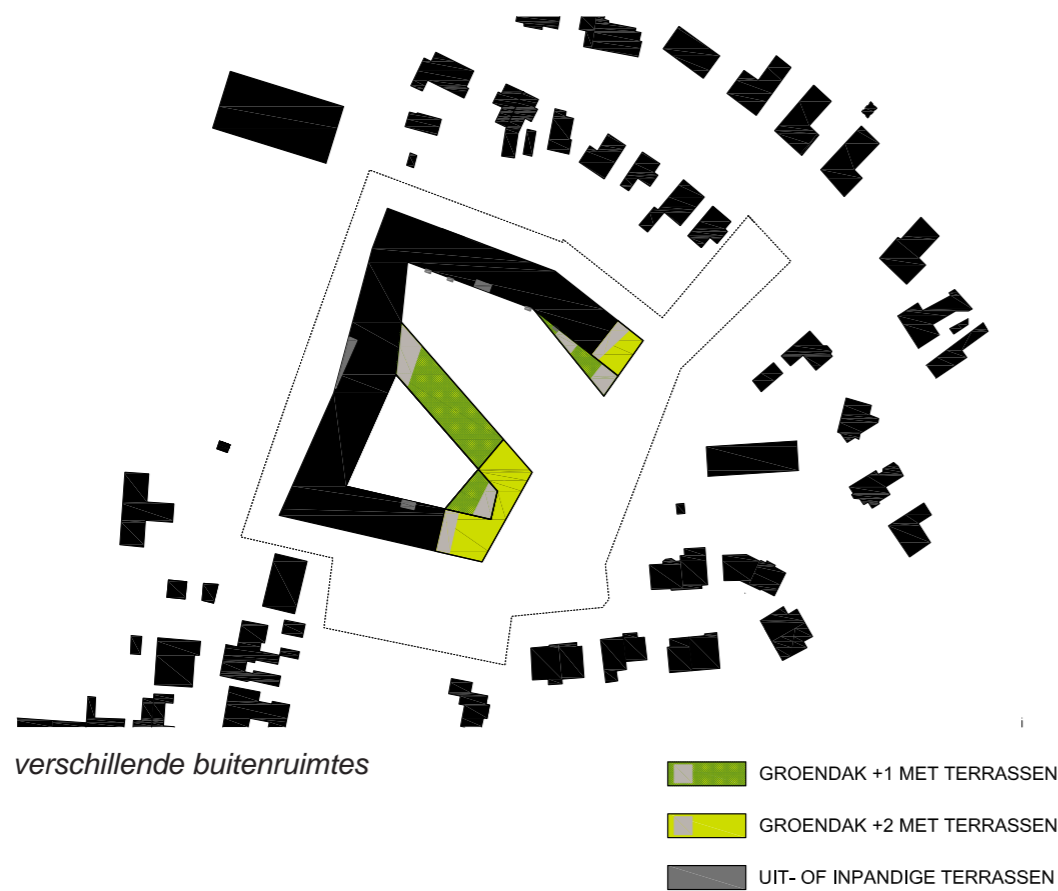 i
verschillende buitenruimtes
GROENDAK +1 MET TERRASSEN
GROENDAK +2 MET TERRASSEN
UIT- OF INPANDIGE TERRASSEN